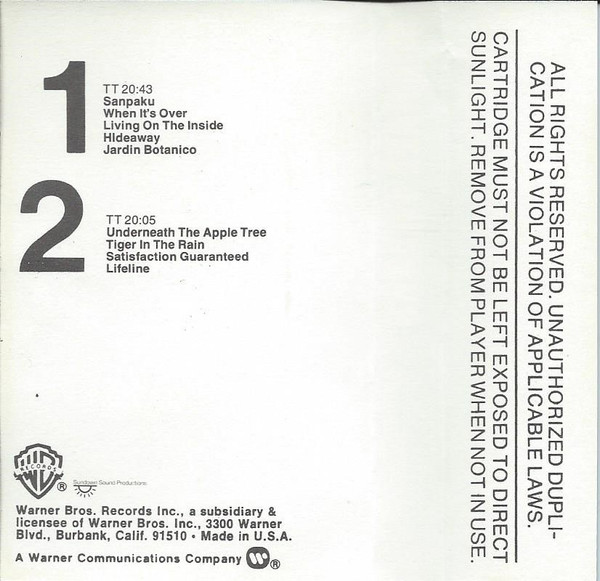 1
TT 20:43
Sanpaku
When It's Over
Living On The Inside
HIdeaway
Jardin Botanico
2
TT 20:05
Underneath The Apple Tree
Tiger In The Rain
Satisfaction Guaranteed
Lifeline
WB
RECORDS
®
Sundown Sound Productions
Warner Bros. Records Inc., a subsidiary &
licensee of Warner Bros. Inc., 3300 Warner
Blvd., Burbank, Calif. 91510 • Made in U.S.A.
A Warner Communications Company ®
ALL RIGHTS RESERVED. UNAUTHORIZED DUPLI-
CATION IS A VIOLATION OF APPLICABLE LAWS.
CARTRIDGE MUST NOT BE LEFT EXPOSED TO DIRECT
SUNLIGHT. REMOVE FROM PLAYER WHEN NOT IN USE.